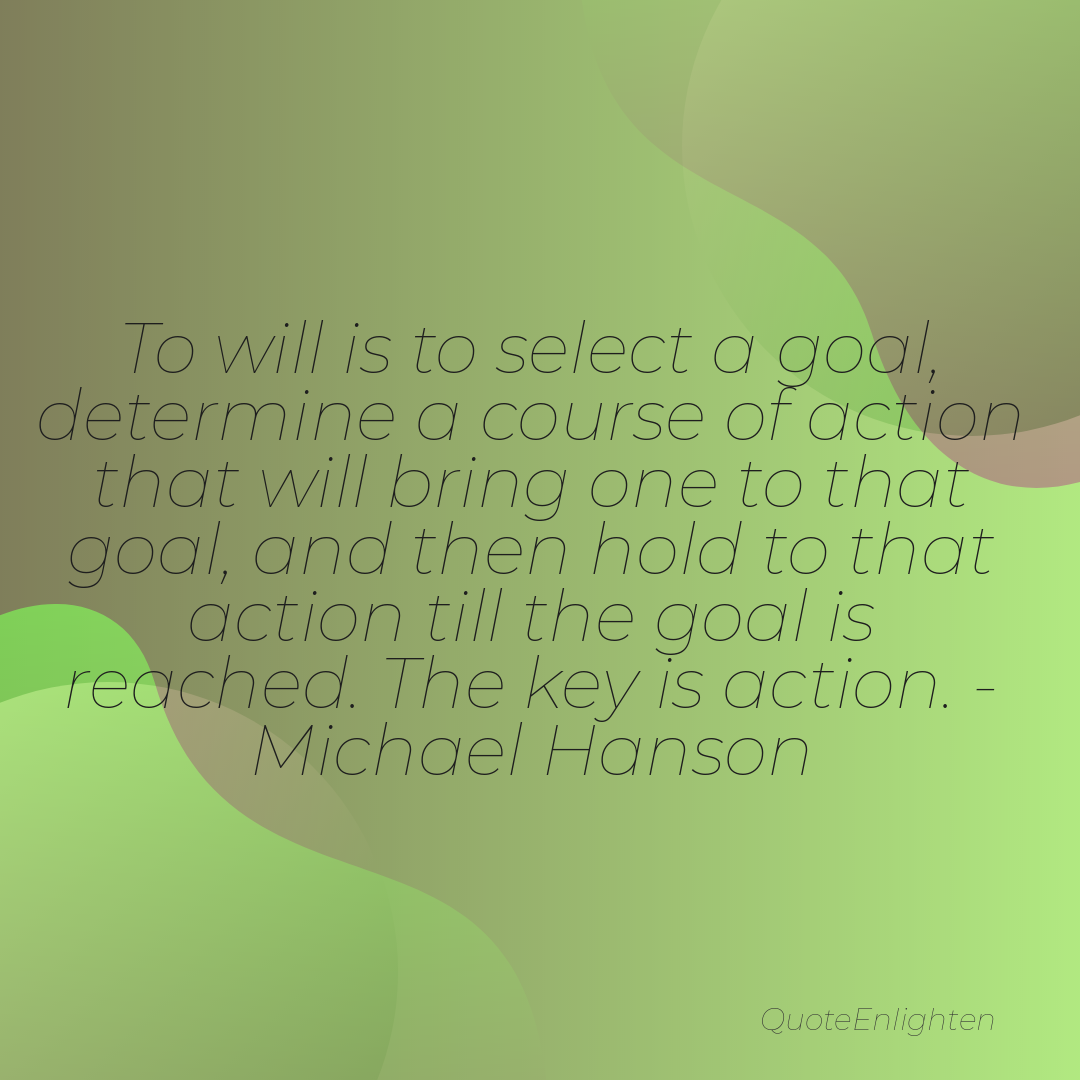 To will is to select a goal,
determine a course of action
that will bring one to that
goal, and then hold to that
action till the goal is
reached. The key is action. -
Michael Hanson
QuoteEnlighten